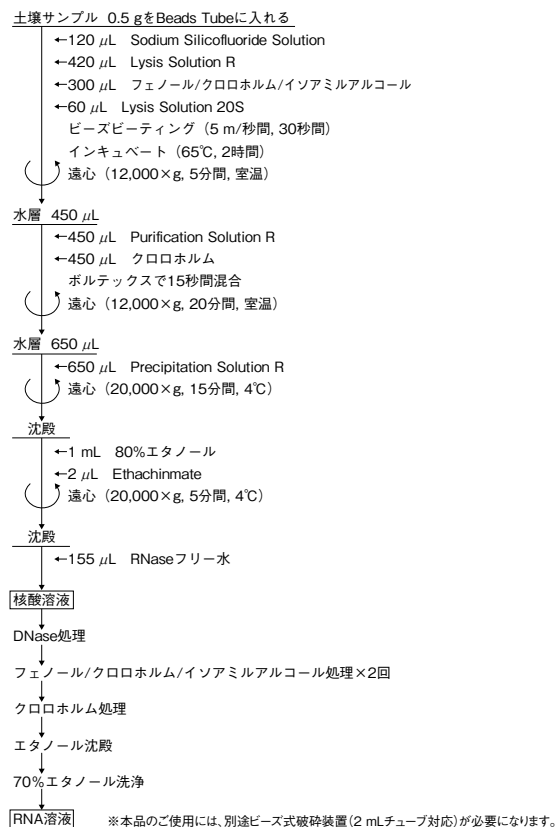 土壌サンプル 0.5 gをBeads Tubeに入れる
←120 μL Sodium Silicofluoride Solution
←420 μL Lysis Solution R
←300 μL フェノール/クロロホルム/イソアミルアルコール
←60 μL Lysis Solution 20S
ビーズビーティング（5 m/秒間, 30秒間）
インキュベート（65℃, 2時間）
遠心（12,000×g, 5分間, 室温）
水層 450 μL
←450 μL Purification Solution R
←450 μL クロロホルム
ボルテックスで15秒間混合
遠心（12,000×g, 20分間, 室温）
水層 650 μL
←650 μL Precipitation Solution R
遠心（20,000×g, 15分間, 4℃）
沈殿
←1 mL 80%エタノール
←2 μL Ethachinmate
遠心（20,000×g, 5分間, 4℃）
沈殿
←155 μL RNaseフリー水
核酸溶液
DNase処理
フェノール/クロロホルム/イソアミルアルコール処理×2回
クロロホルム処理
エタノール沈殿
70%エタノール洗浄
RNA溶液 ※本品のご使用には、別途ビーズ式破砕装置（2 mLチューブ対応）が必要になります。